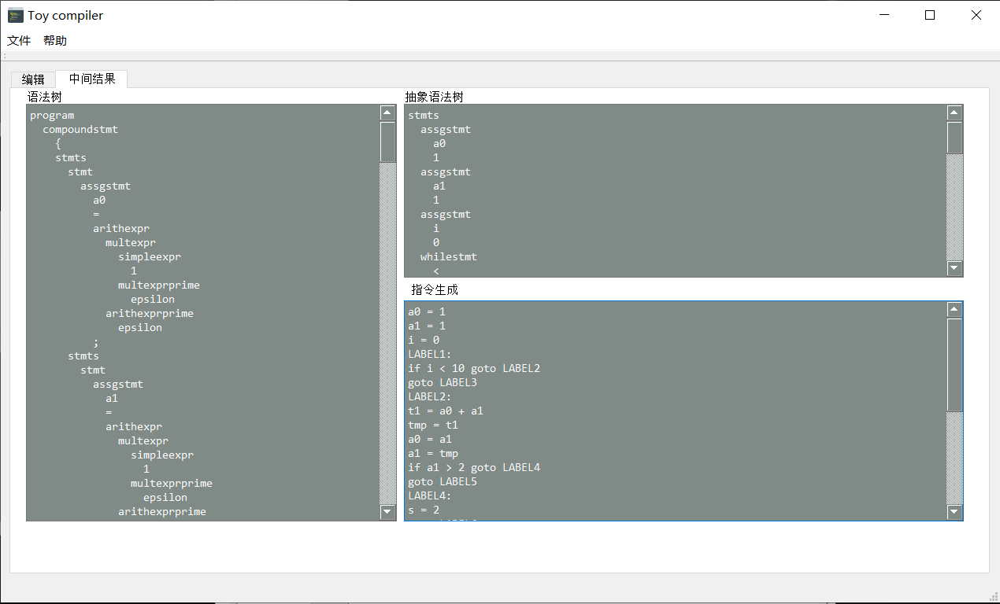 Toy compiler
文件 帮助
编辑 中间结果
语法树
program
compoundstmt
{
stmts
stmt
assgstmt
a0
=
arithexpr
multexpr
simpleexpr
1
multexprprime
epsilon
arithexprprime
epsilon
;
stmts
stmt
assgstmt
a1
=
arithexpr
multexpr
simpleexpr
1
multexprprime
epsilon
arithexprprime
抽象语法树
stmts
assgstmt
a0
1
assgstmt
a1
1
assgstmt
i
0
whilestmt
<
指令生成
a0 = 1
a1 = 1
i = 0
LABEL1:
if i < 10 goto LABEL2
goto LABEL3
LABEL2:
t1 = a0 + a1
tmp = t1
a0 = a1
a1 = tmp
if a1 > 2 goto LABEL4
goto LABEL5
LABEL4:
s = 2